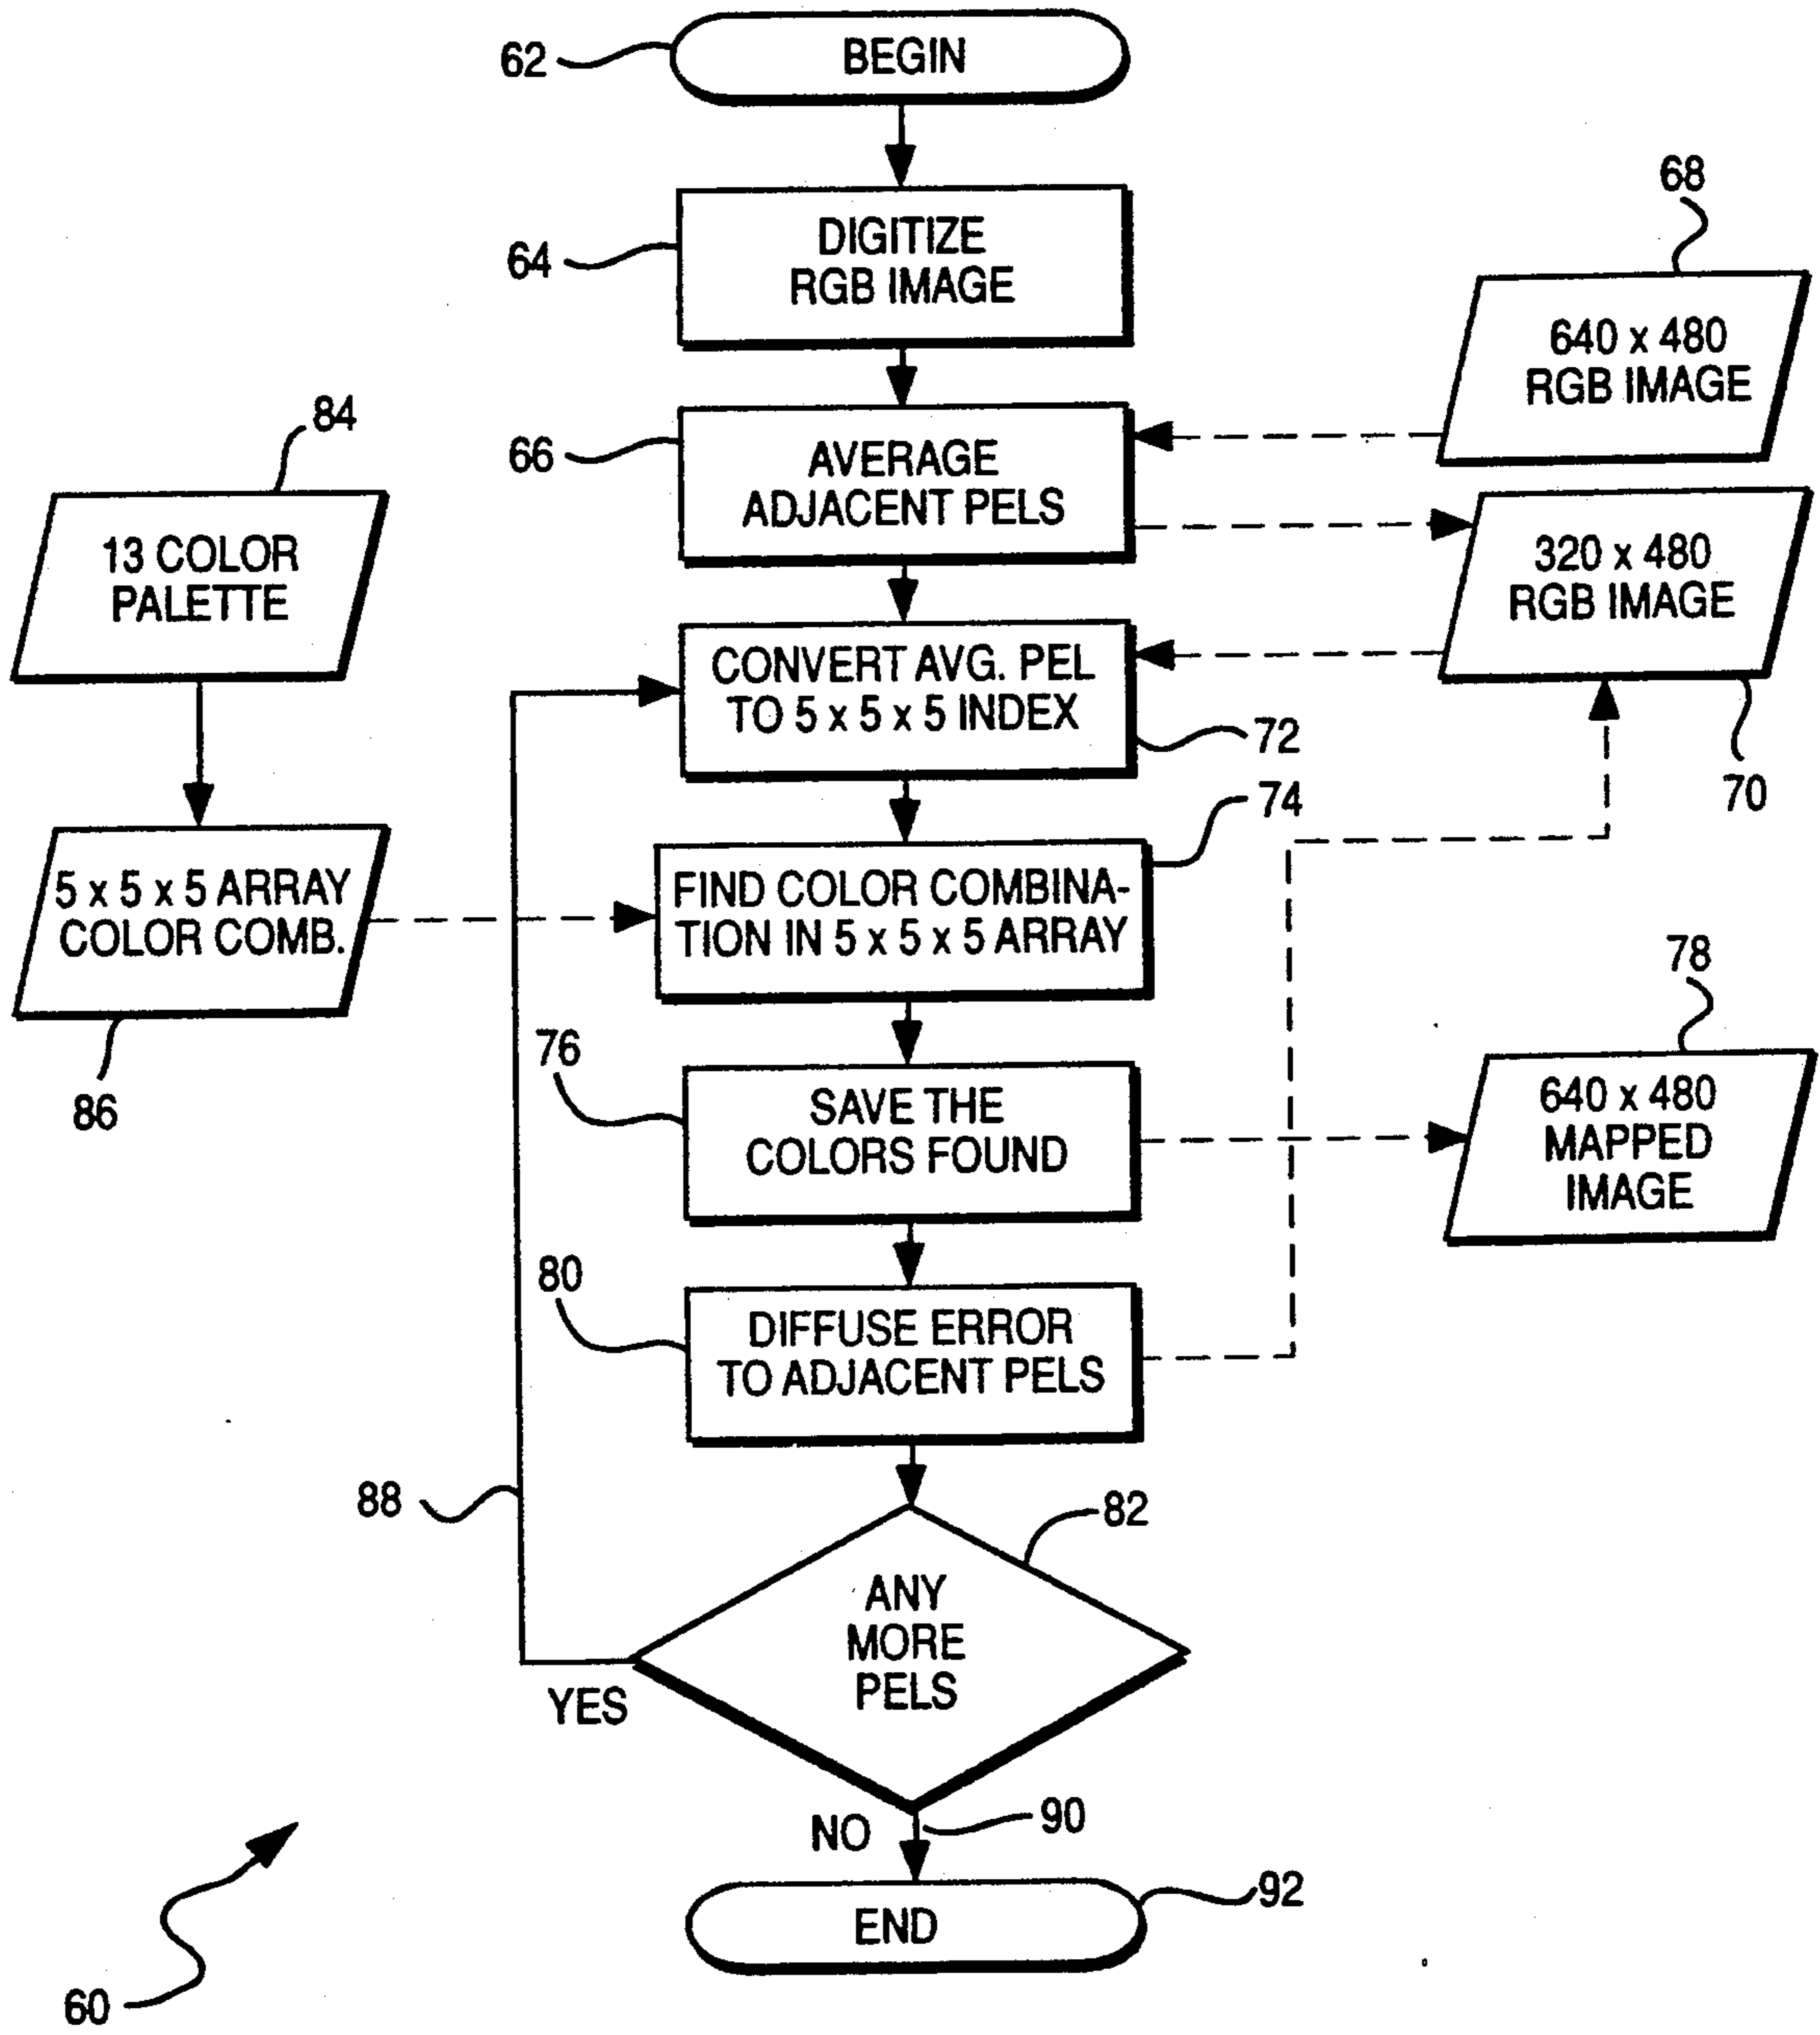 62
BEGIN
64
DIGITIZE
RGB IMAGE
68
640 x 480
RGB IMAGE
66
AVERAGE
ADJACENT PELS
84
13 COLOR
PALETTE
320 x 480
RGB IMAGE
70
CONVERT AVG. PEL
TO 5 x 5 x 5 INDEX
72
74
5 x 5 x 5 ARRAY
COLOR COMB.
86
FIND COLOR COMBINA-
TION IN 5 x 5 x 5 ARRAY
76
SAVE THE
COLORS FOUND
78
640 x 480
MAPPED
IMAGE
80
DIFFUSE ERROR
TO ADJACENT PELS
88
82
ANY
MORE
PELS
YES
NO
90
END
92
60